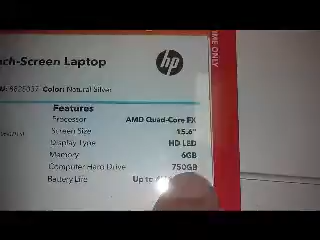 ch-Screen Laptop
hp
TIME ONLY
Color: Natural Silver
Features
Processor AMD Quad-Core FX
Screen Size 15.6"
Display Type HD LED
Memory 6GB
Computer Hard Drive 750GB
Battery Life Up to